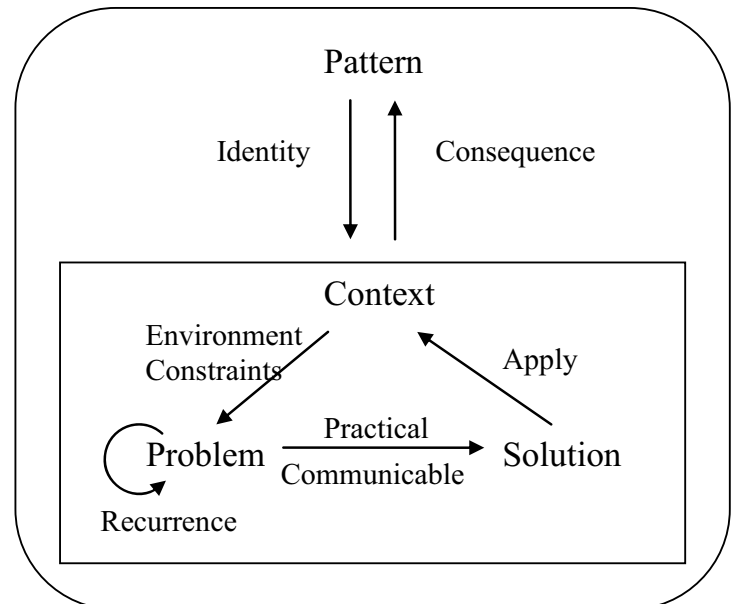 Pattern
Identity
Consequence
Context
Environment
Constraints
Apply
Practical
Problem
Solution
Communicable
Recurrence